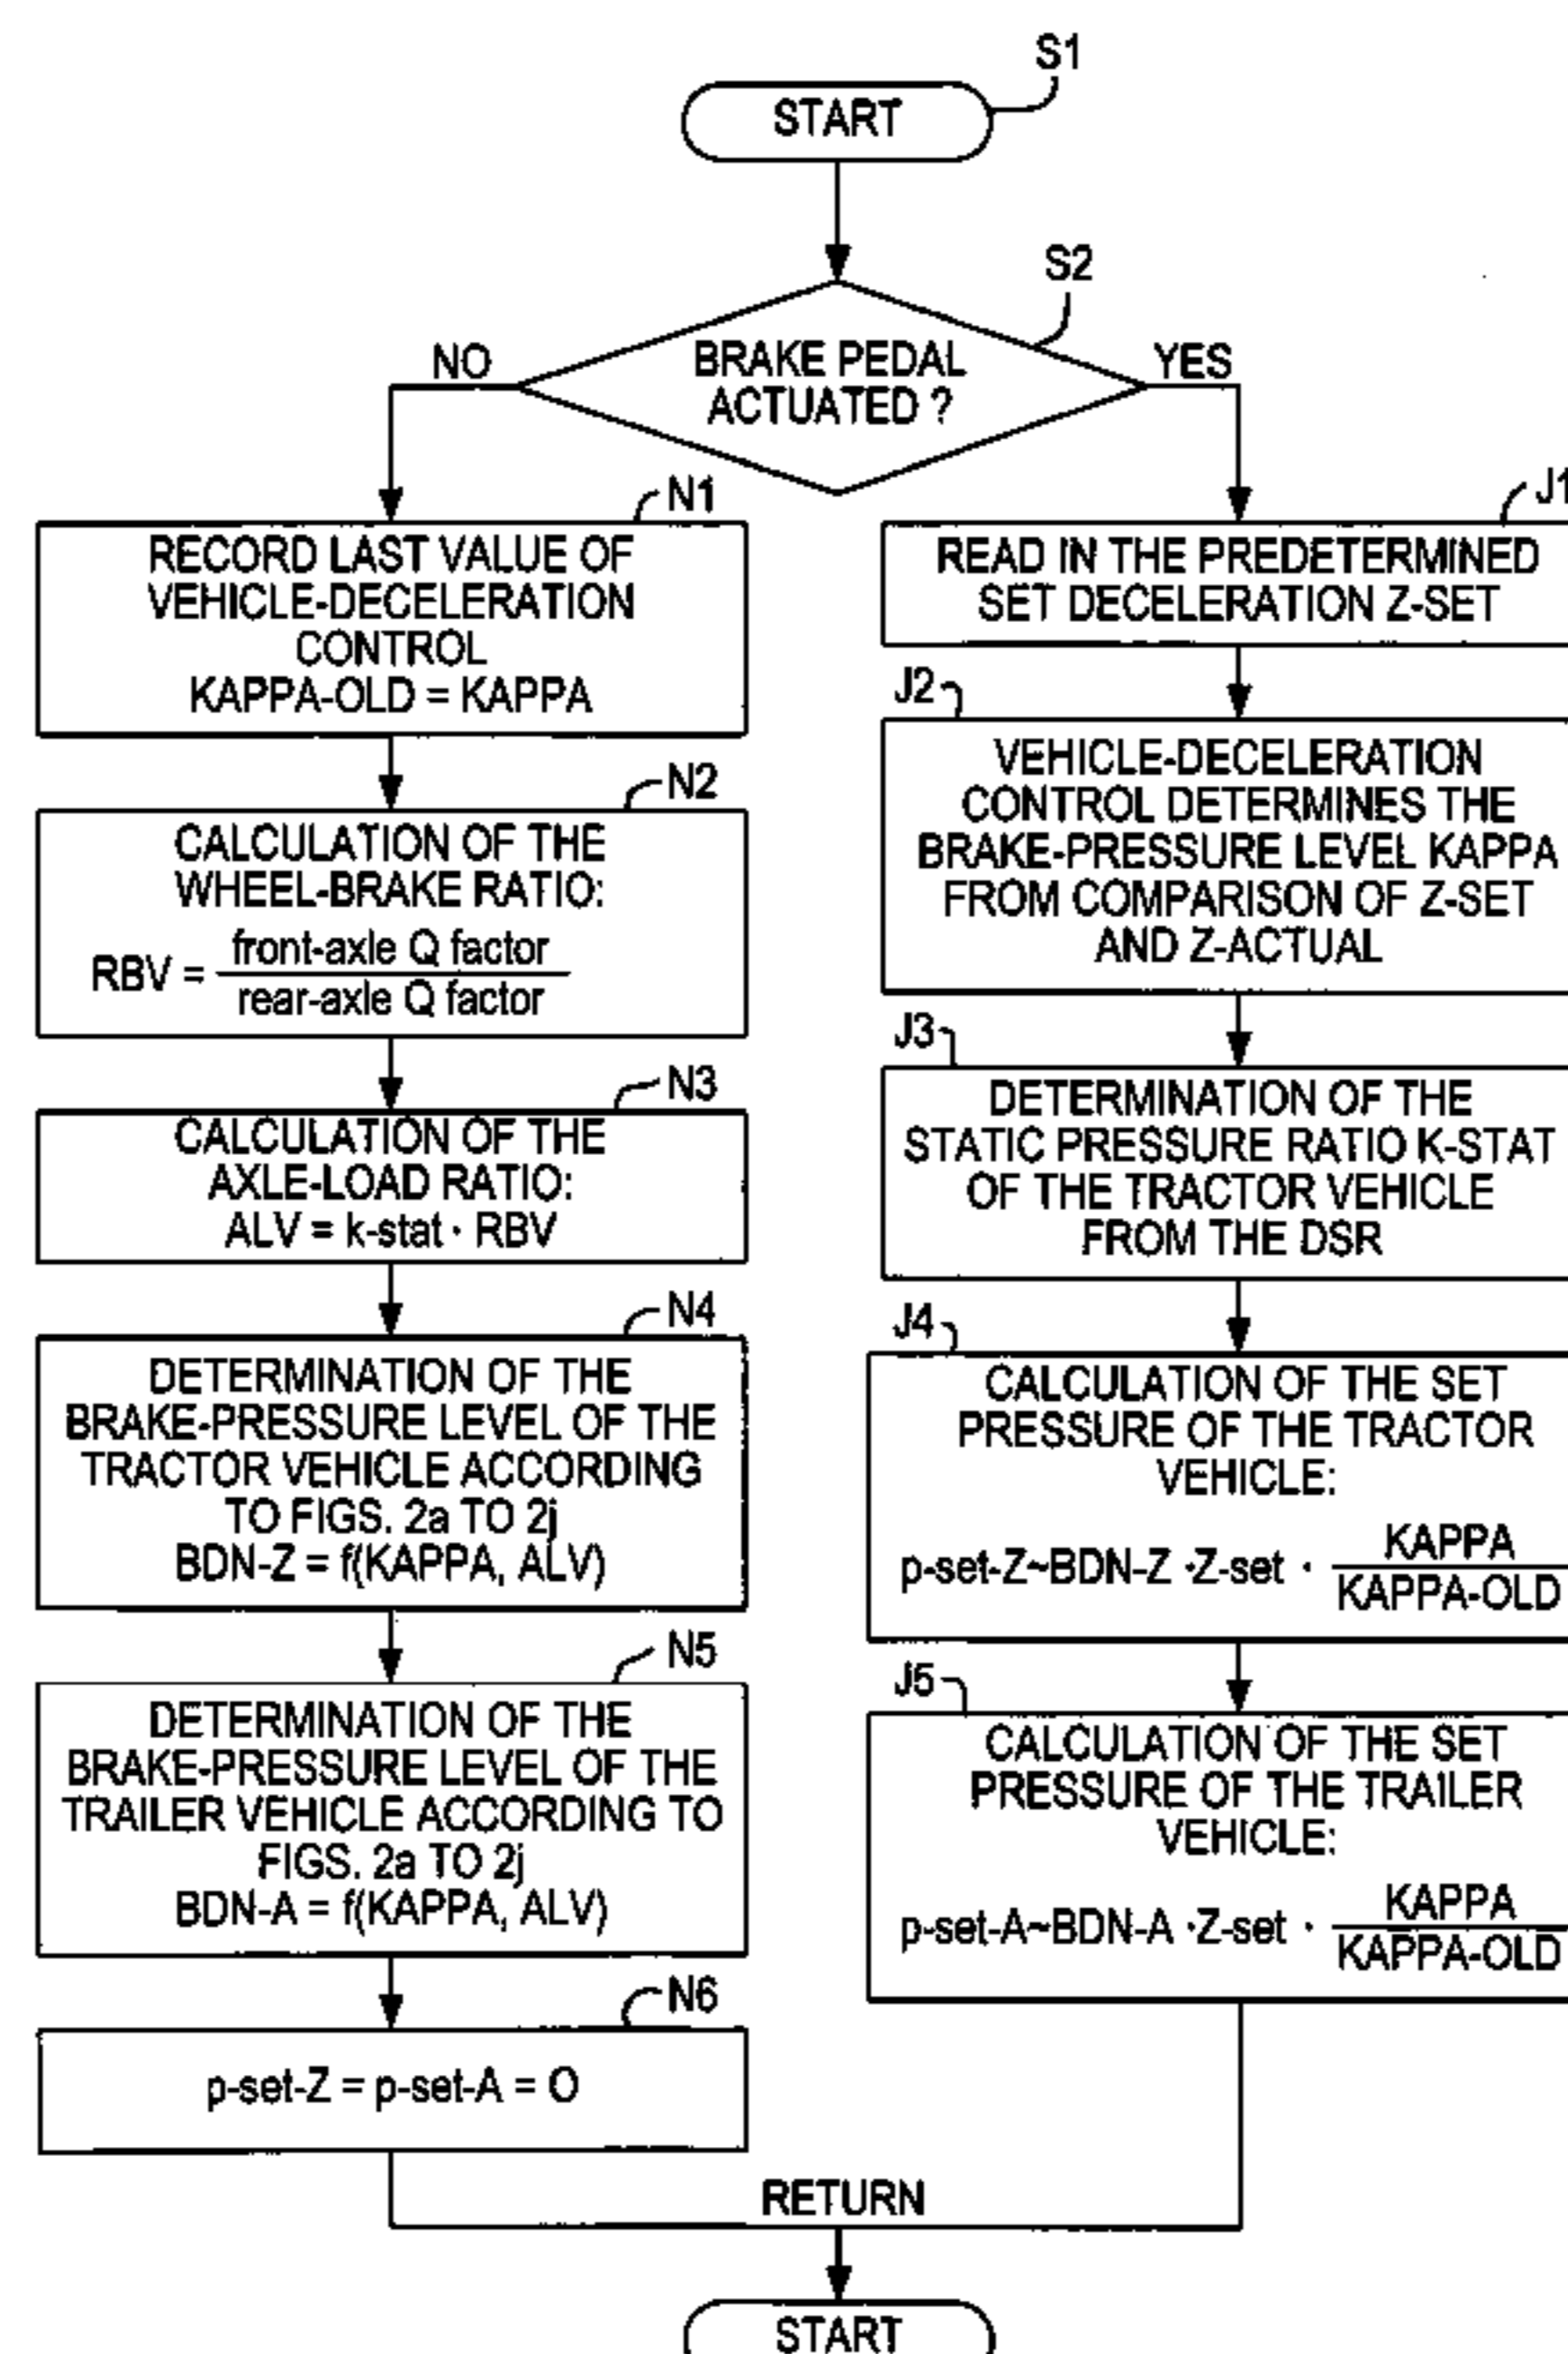 S1
START
S2
BRAKE PEDAL
ACTUATED ?
NO
YES
N1
RECORD LAST VALUE OF
VEHICLE-DECELERATION
CONTROL
KAPPA-OLD = KAPPA
N2
CALCULATION OF THE
WHEEL-BRAKE RATIO:
RBV = front-axle Q factor
rear-axle Q factor
N3
CALCULATION OF THE
AXLE-LOAD RATIO:
ALV = k-stat · RBV
N4
DETERMINATION OF THE
BRAKE-PRESSURE LEVEL OF THE
TRACTOR VEHICLE ACCORDING
TO FIGS. 2a TO 2j
BDN-Z = f(KAPPA, ALV)
N5
DETERMINATION OF THE
BRAKE-PRESSURE LEVEL OF THE
TRAILER VEHICLE ACCORDING TO
FIGS. 2a TO 2j
BDN-A = f(KAPPA, ALV)
N6
p-set-Z = p-set-A = O
J1
READ IN THE PREDETERMINED
SET DECELERATION Z-SET
J2
VEHICLE-DECELERATION
CONTROL DETERMINES THE
BRAKE-PRESSURE LEVEL KAPPA
FROM COMPARISON OF Z-SET
AND Z-ACTUAL
J3
DETERMINATION OF THE
STATIC PRESSURE RATIO K-STAT
OF THE TRACTOR VEHICLE
FROM THE DSR
J4
CALCULATION OF THE SET
PRESSURE OF THE TRACTOR
VEHICLE:
p-set-Z~BDN-Z ·Z-set · KAPPA
KAPPA-OLD
J5
CALCULATION OF THE SET
PRESSURE OF THE TRAILER
VEHICLE:
p-set-A~BDN-A ·Z-set · KAPPA
KAPPA-OLD
RETURN
START